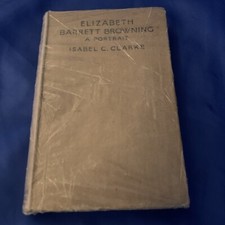 ELIZABETH
BARRETT BROWNING
A PORTRAIT
ISABEL C. CLARKE